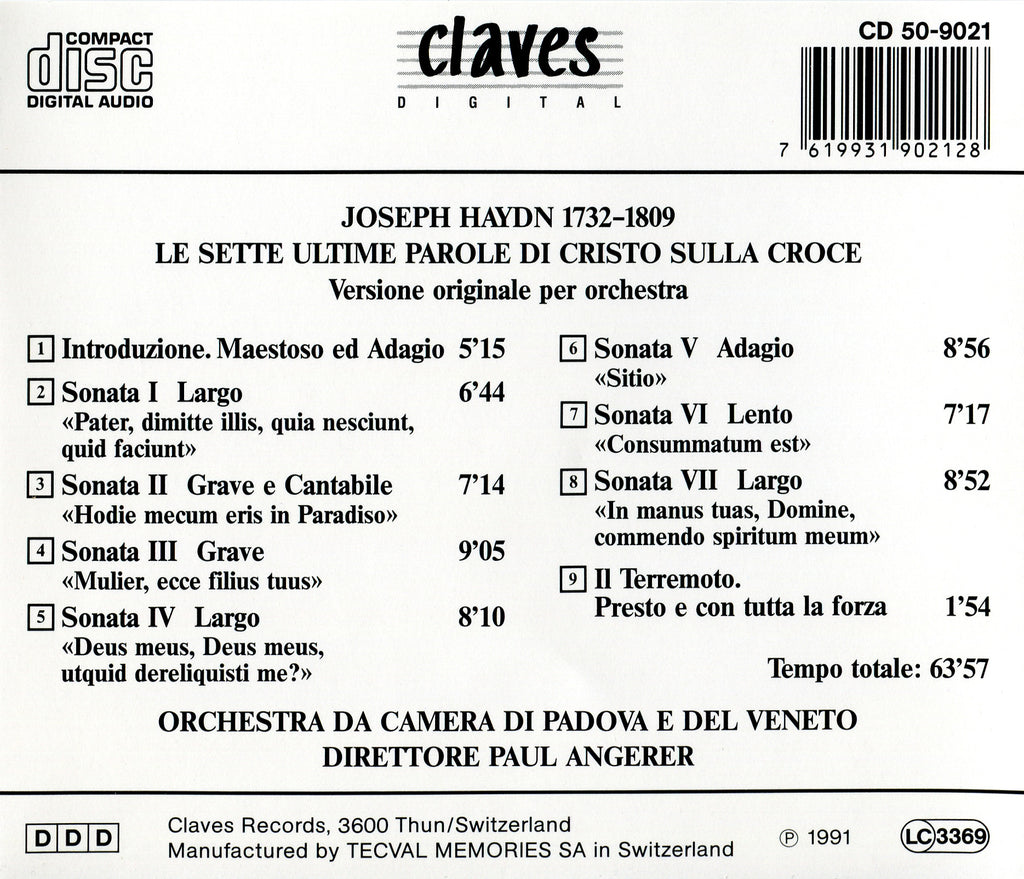 COMPACT
disc
DIGITAL AUDIO
claves
DIGITAL
CD 50-9021
7 619931 902128
JOSEPH HAYDN 1732–1809
LE SETTE ULTIME PAROLE DI CRISTO SULLA CROCE
Versione originale per orchestra
1 Introduzione. Maestoso ed Adagio 5’15
2 Sonata I Largo 6’44
«Pater, dimitte illis, quia nesciunt,
quid faciunt»
3 Sonata II Grave e Cantabile 7’14
«Hodie mecum eris in Paradiso»
4 Sonata III Grave 9’05
«Mulier, ecce filius tuus»
5 Sonata IV Largo 8’10
«Deus meus, Deus meus,
utquid dereliquisti me?»
6 Sonata V Adagio 8’56
«Sitio»
7 Sonata VI Lento 7’17
«Consummatum est»
8 Sonata VII Largo 8’52
«In manus tuas, Domine,
commendo spiritum meum»
9 Il Terremoto.
Presto e con tutta la forza 1’54
Tempo totale: 63’57
ORCHESTRA DA CAMERA DI PADOVA E DEL VENETO
DIRETTORE PAUL ANGERER
DDD
Claves Records, 3600 Thun/Switzerland
Manufactured by TECVAL MEMORIES SA in Switzerland
℗ 1991
LC 3369